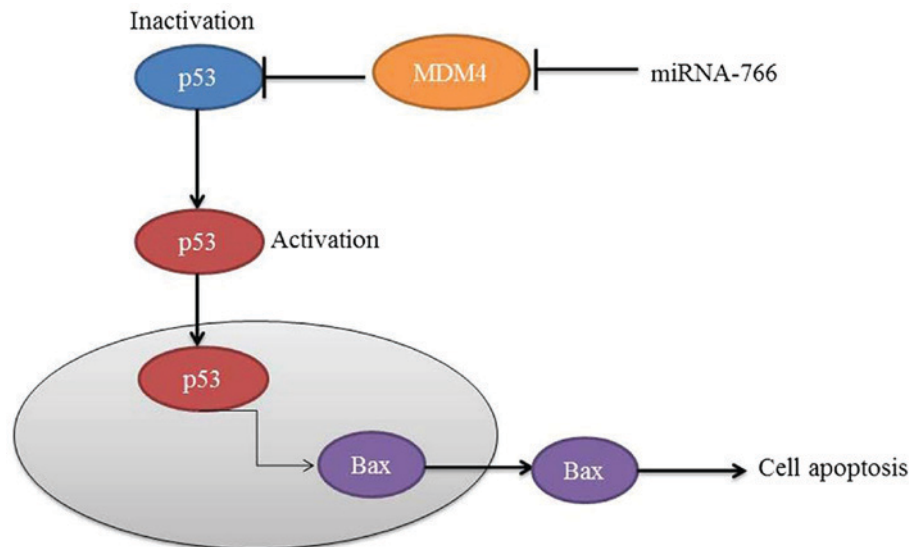 Inactivation
p53
MDM4
miRNA-766
p53
Activation
p53
Bax
Bax
Cell apoptosis